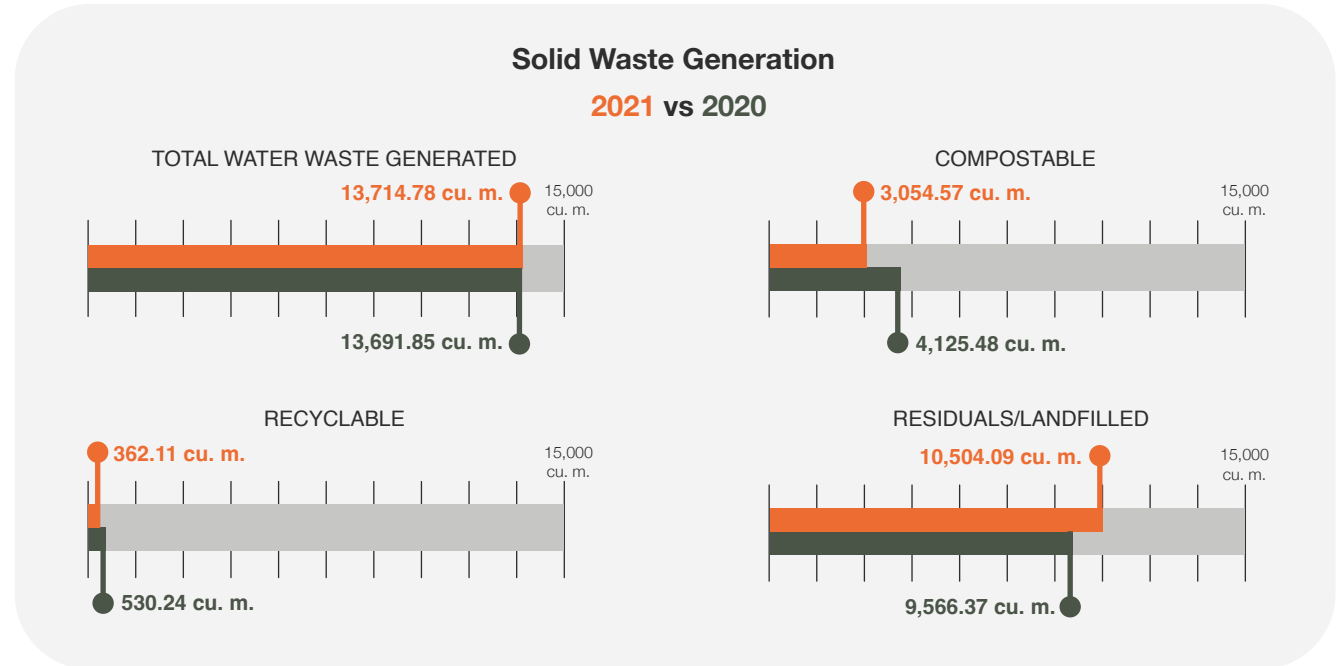 Solid Waste Generation
2021 vs 2020
TOTAL WATER WASTE GENERATED
13,714.78 cu. m.
15,000
cu. m.
13,691.85 cu. m.
COMPOSTABLE
3,054.57 cu. m.
15,000
cu. m.
4,125.48 cu. m.
RECYCLABLE
362.11 cu. m.
15,000
cu. m.
530.24 cu. m.
RESIDUALS/LANDFILLED
10,504.09 cu. m.
15,000
cu. m.
9,566.37 cu. m.